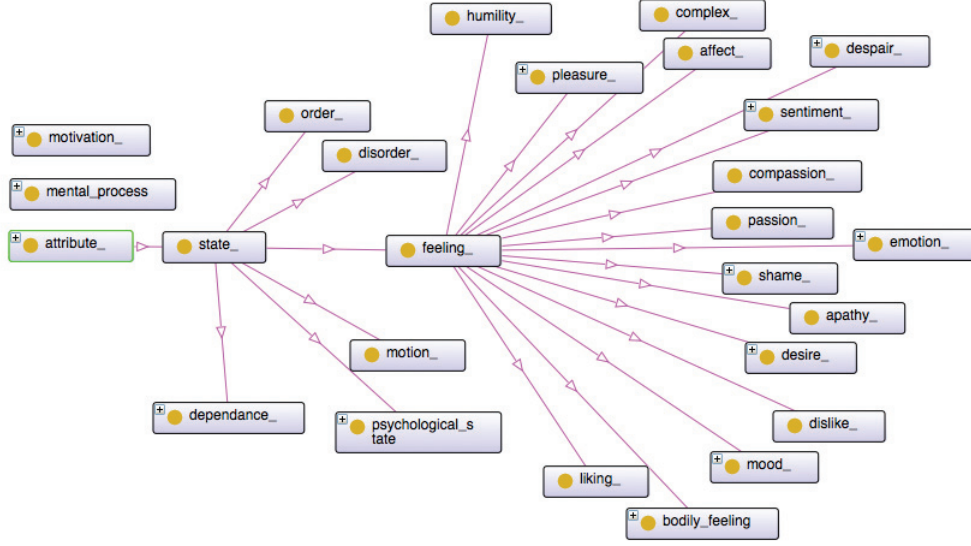 humility_
complex_
affect_
despair_
pleasure_
sentiment_
order_
motivation_
disorder_
compassion_
mental_process
passion_
attribute_
state_
feeling_
emotion_
shame_
apathy_
motion_
desire_
dependance_
psychological_s
tate
dislike_
mood_
liking_
bodily_feeling